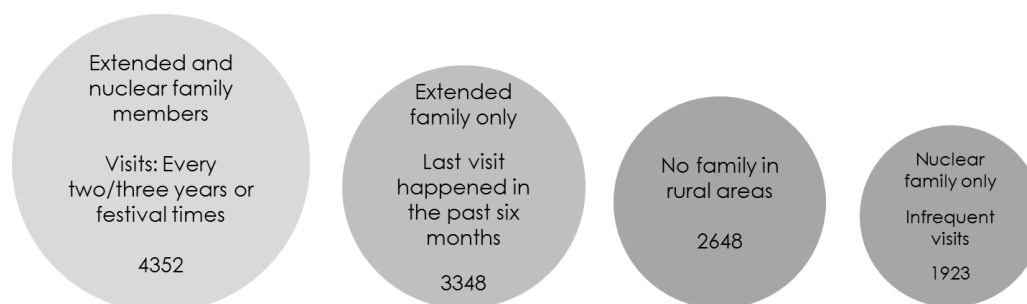 Extended and
nuclear family
members
Visits: Every
two/three years or
festival times
4352
Extended
family only
Last visit
happened in
the past six
months
3348
No family in
rural areas
2648
Nuclear
family only
Infrequent
visits
1923